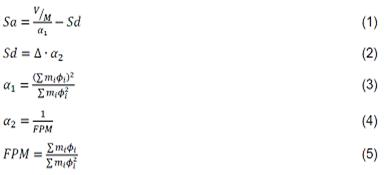 Sa = (V/M)/α₁ − Sd (1)
Sd = Δ · α₂ (2)
α₁ = (∑ mᵢϕᵢ)²/∑ mᵢϕᵢ² (3)
α₂ = 1/FPM (4)
FPM = ∑ mᵢϕᵢ/∑ mᵢϕᵢ² (5)